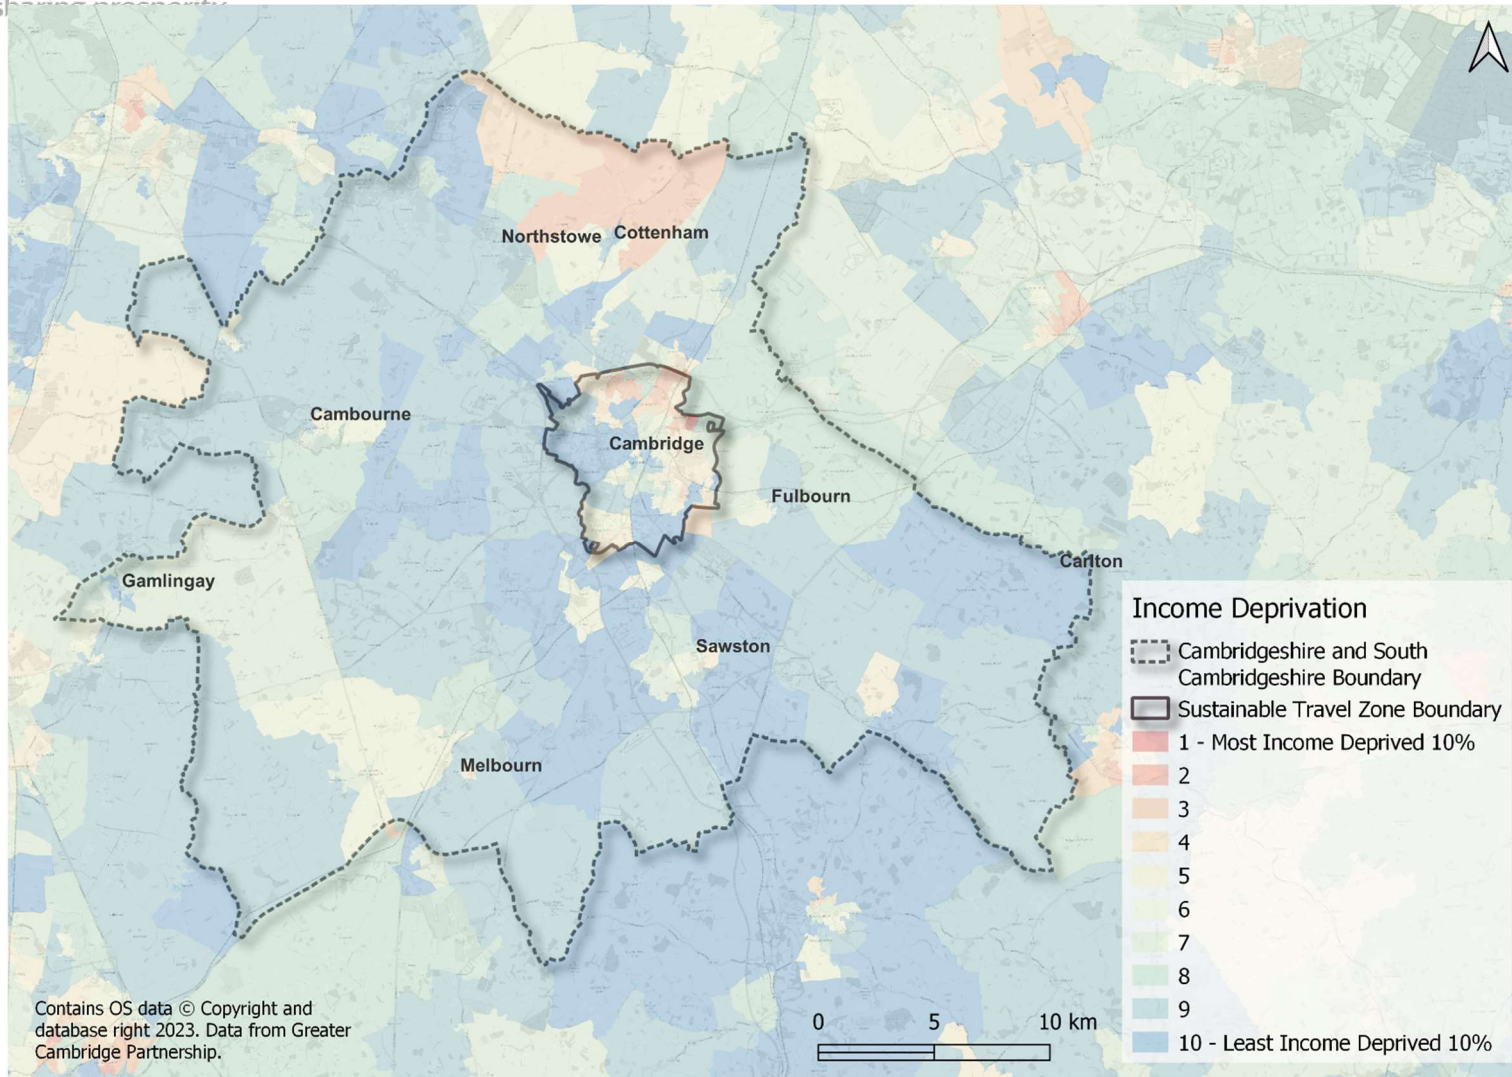 sharing prosperity
Northstowe
Cottenham
Cambourne
Cambridge
Fulbourn
Carlton
Gamlingay
Sawston
Melbourn
Income Deprivation
Cambridgeshire and South
Cambridgeshire Boundary
Sustainable Travel Zone Boundary
1 - Most Income Deprived 10%
2
3
4
5
6
7
8
9
10 - Least Income Deprived 10%
Contains OS data © Copyright and
database right 2023. Data from Greater
Cambridge Partnership.
0 5 10 km